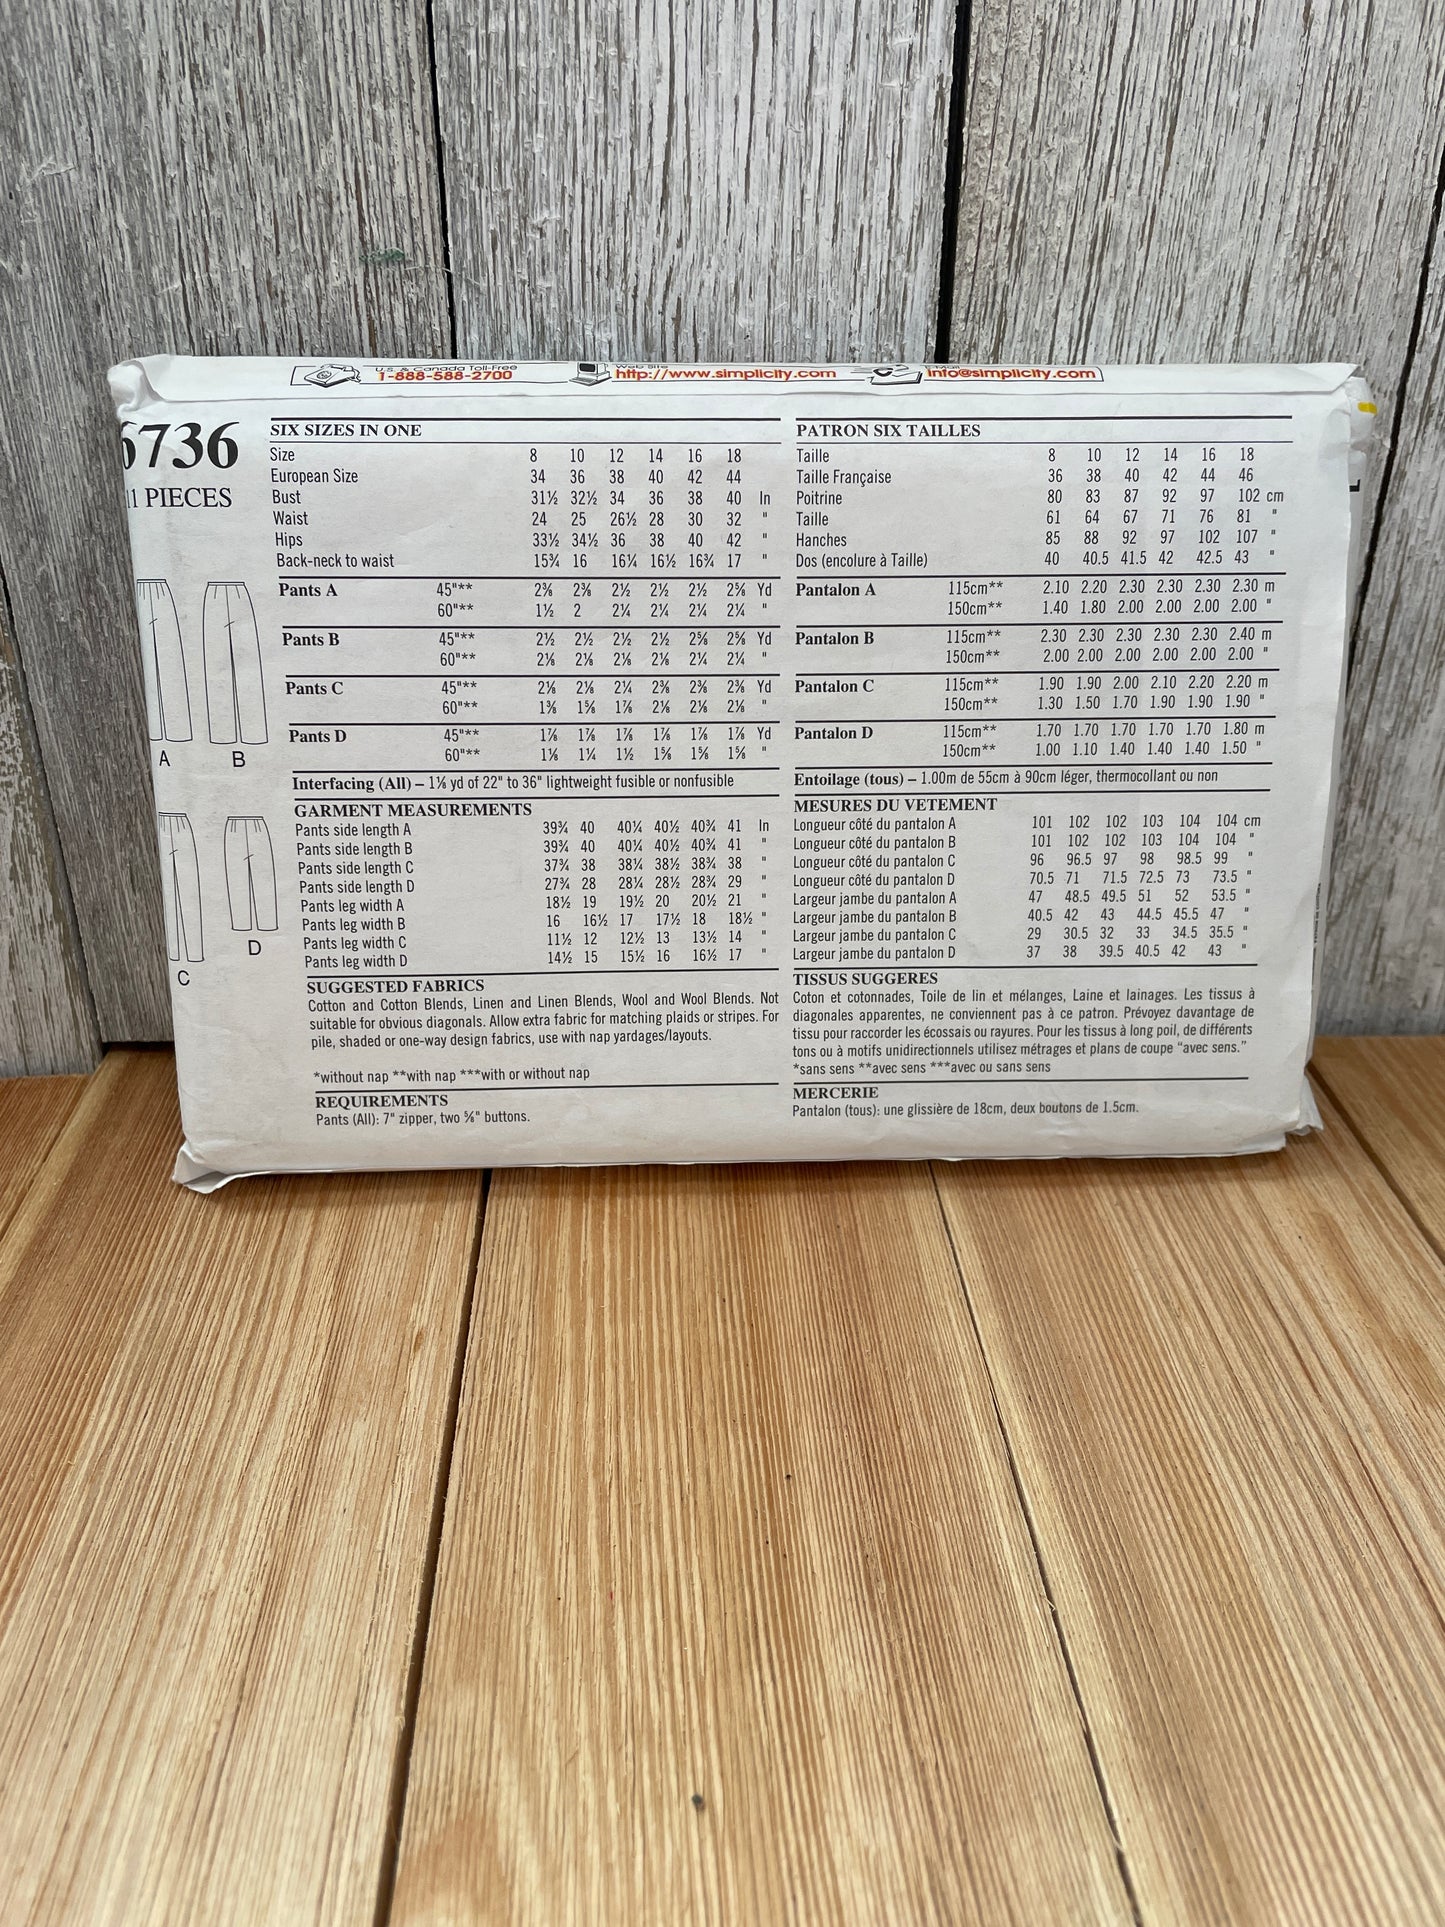 U.S. & Canada Toll-Free
1-888-588-2700
Web Site
http://www.simplicity.com
info@simplicity.com
6736
11 PIECES
A
B
C
D
SIX SIZES IN ONE
Size 8 10 12 14 16 18
European Size 34 36 38 40 42 44
Bust 31½ 32½ 34 36 38 40 In
Waist 24 25 26½ 28 30 32 "
Hips 33½ 34½ 36 38 40 42 "
Back-neck to waist 15¾ 16 16¼ 16½ 16¾ 17 "
Pants A 45"** 2⅜ 2⅜ 2½ 2½ 2½ 2⅝ Yd
60"** 1½ 2 2¼ 2¼ 2¼ 2¼ "
Pants B 45"** 2½ 2½ 2½ 2½ 2⅝ 2⅝ Yd
60"** 2⅛ 2⅛ 2⅛ 2⅛ 2¼ 2¼ "
Pants C 45"** 2⅛ 2⅛ 2¼ 2⅜ 2⅜ 2⅜ Yd
60"** 1⅜ 1⅝ 1⅞ 2⅛ 2⅛ 2⅛ "
Pants D 45"** 1⅞ 1⅞ 1⅞ 1⅞ 1⅞ 1⅞ Yd
60"** 1⅛ 1¼ 1½ 1⅝ 1⅝ 1⅝ "
Interfacing (All) – 1⅛ yd of 22" to 36" lightweight fusible or nonfusible
GARMENT MEASUREMENTS
Pants side length A 39¾ 40 40¼ 40½ 40¾ 41 In
Pants side length B 39¾ 40 40¼ 40½ 40¾ 41 "
Pants side length C 37¾ 38 38¼ 38½ 38¾ 38 "
Pants side length D 27¾ 28 28¼ 28½ 28¾ 29 "
Pants leg width A 18½ 19 19½ 20 20½ 21 "
Pants leg width B 16 16½ 17 17½ 18 18½ "
Pants leg width C 11½ 12 12½ 13 13½ 14 "
Pants leg width D 14½ 15 15½ 16 16½ 17 "
SUGGESTED FABRICS
Cotton and Cotton Blends, Linen and Linen Blends, Wool and Wool Blends. Not
suitable for obvious diagonals. Allow extra fabric for matching plaids or stripes. For
pile, shaded or one-way design fabrics, use with nap yardages/layouts.
*without nap **with nap ***with or without nap
REQUIREMENTS
Pants (All): 7" zipper, two ⅝" buttons.
PATRON SIX TAILLES
Taille 8 10 12 14 16 18
Taille Française 36 38 40 42 44 46
Poitrine 80 83 87 92 97 102 cm
Taille 61 64 67 71 76 81 "
Hanches 85 88 92 97 102 107 "
Dos (encolure à Taille) 40 40.5 41.5 42 42.5 43 "
Pantalon A 115cm** 2.10 2.20 2.30 2.30 2.30 2.30 m
150cm** 1.40 1.80 2.00 2.00 2.00 2.00 "
Pantalon B 115cm** 2.30 2.30 2.30 2.30 2.30 2.40 m
150cm** 2.00 2.00 2.00 2.00 2.00 2.00 "
Pantalon C 115cm** 1.90 1.90 2.00 2.10 2.20 2.20 m
150cm** 1.30 1.50 1.70 1.90 1.90 1.90 "
Pantalon D 115cm** 1.70 1.70 1.70 1.70 1.70 1.80 m
150cm** 1.00 1.10 1.40 1.40 1.40 1.50 "
Entoilage (tous) – 1.00m de 55cm à 90cm léger, thermocollant ou non
MESURES DU VETEMENT
Longueur côté du pantalon A 101 102 102 103 104 104 cm
Longueur côté du pantalon B 101 102 102 103 104 104 "
Longueur côté du pantalon C 96 96.5 97 98 98.5 99 "
Longueur côté du pantalon D 70.5 71 71.5 72.5 73 73.5 "
Largeur jambe du pantalon A 47 48.5 49.5 51 52 53.5 "
Largeur jambe du pantalon B 40.5 42 43 44.5 45.5 47 "
Largeur jambe du pantalon C 29 30.5 32 33 34.5 35.5 "
Largeur jambe du pantalon D 37 38 39.5 40.5 42 43 "
TISSUS SUGGERES
Coton et cotonnades, Toile de lin et mélanges, Laine et lainages. Les tissus à
diagonales apparentes, ne conviennent pas à ce patron. Prévoyez davantage de
tissu pour raccorder les écossais ou rayures. Pour les tissus à long poil, de différents
tons ou à motifs unidirectionnels utilisez métrages et plans de coupe “avec sens.”
*sans sens **avec sens ***avec ou sans sens
MERCERIE
Pantalon (tous): une glissière de 18cm, deux boutons de 1.5cm.